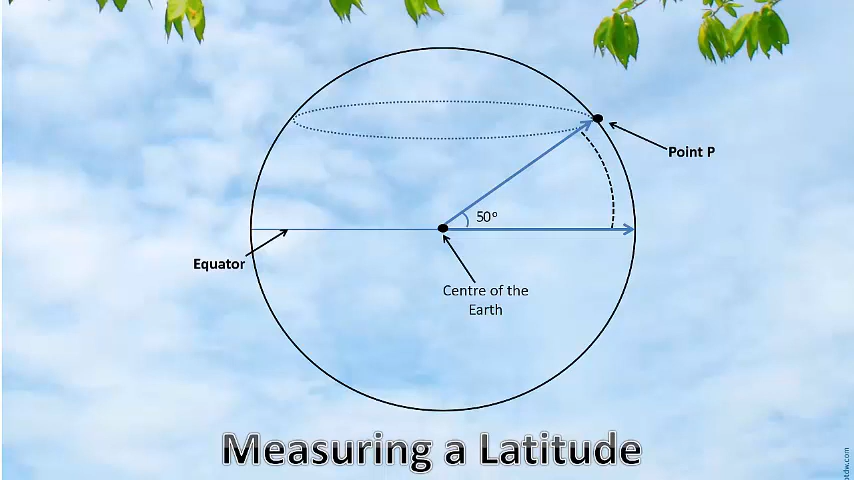 Point P
50°
Equator
Centre of the
Earth
Measuring a Latitude